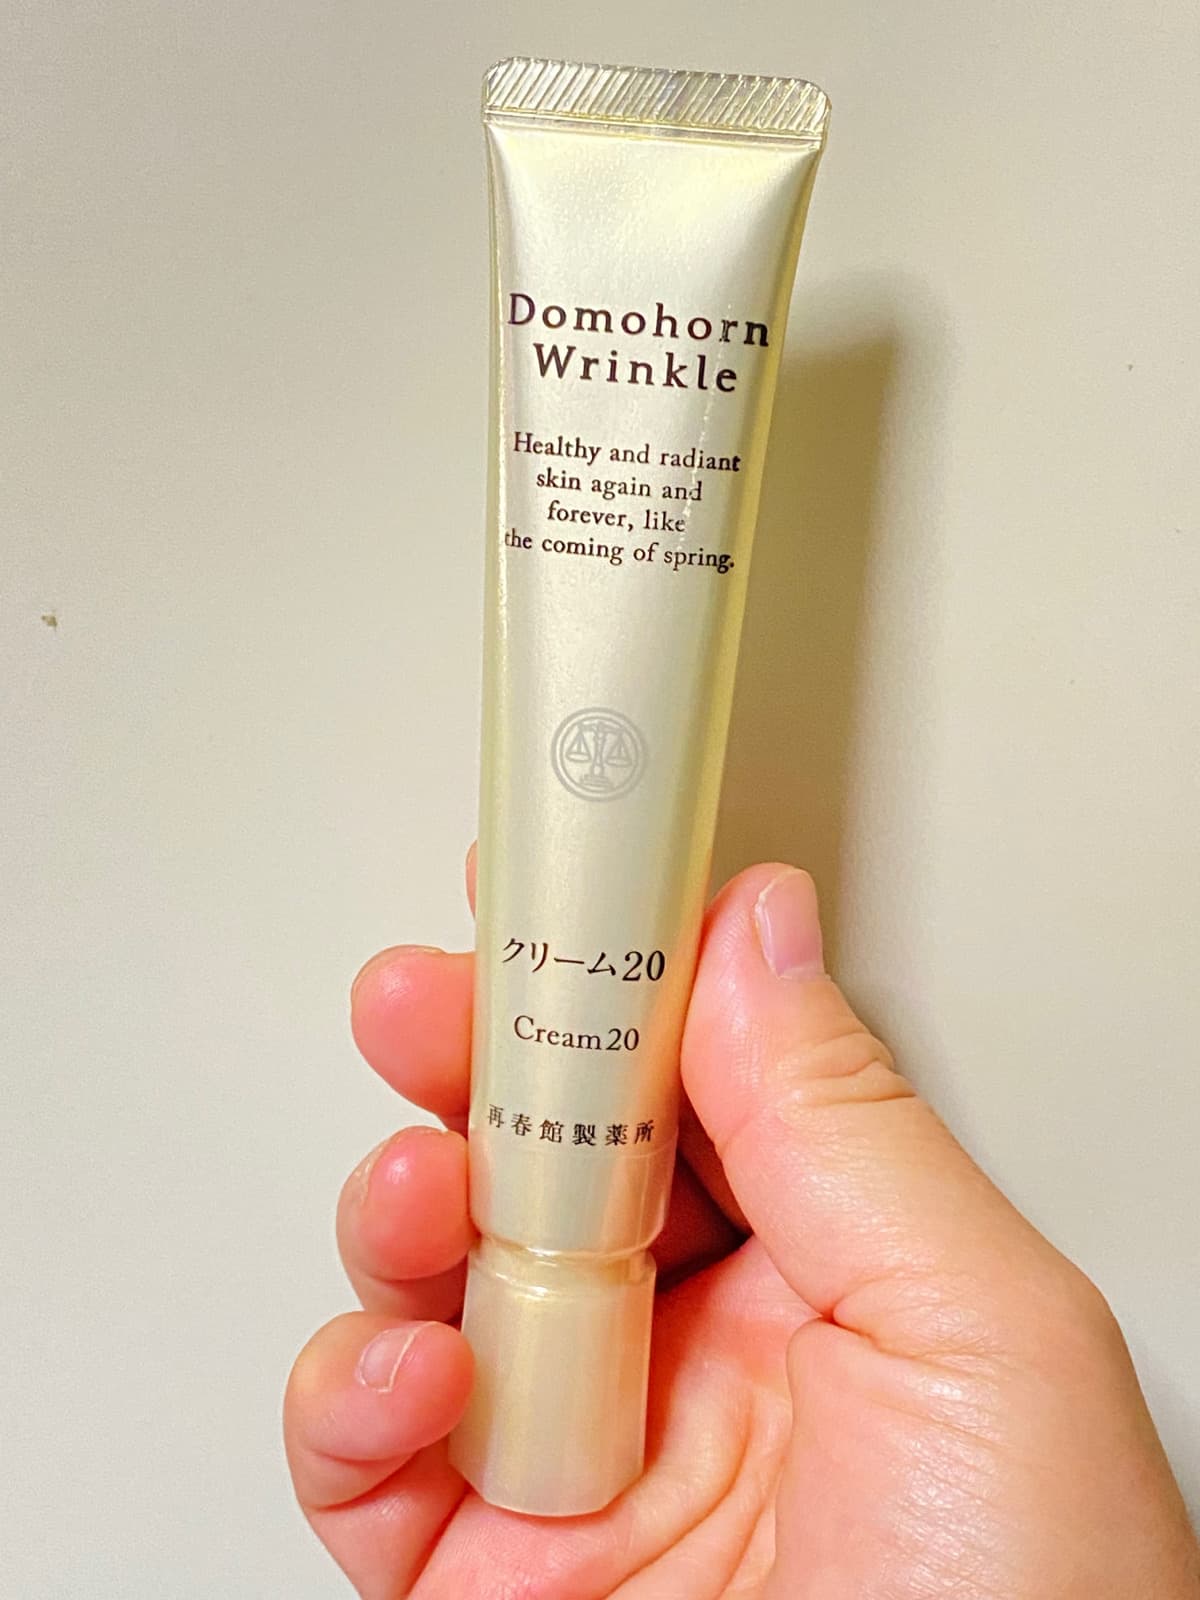 Domohorn
Wrinkle
Healthy and radiant
skin again and
forever, like
the coming of spring.
クリーム20
Cream20
再春館製薬所